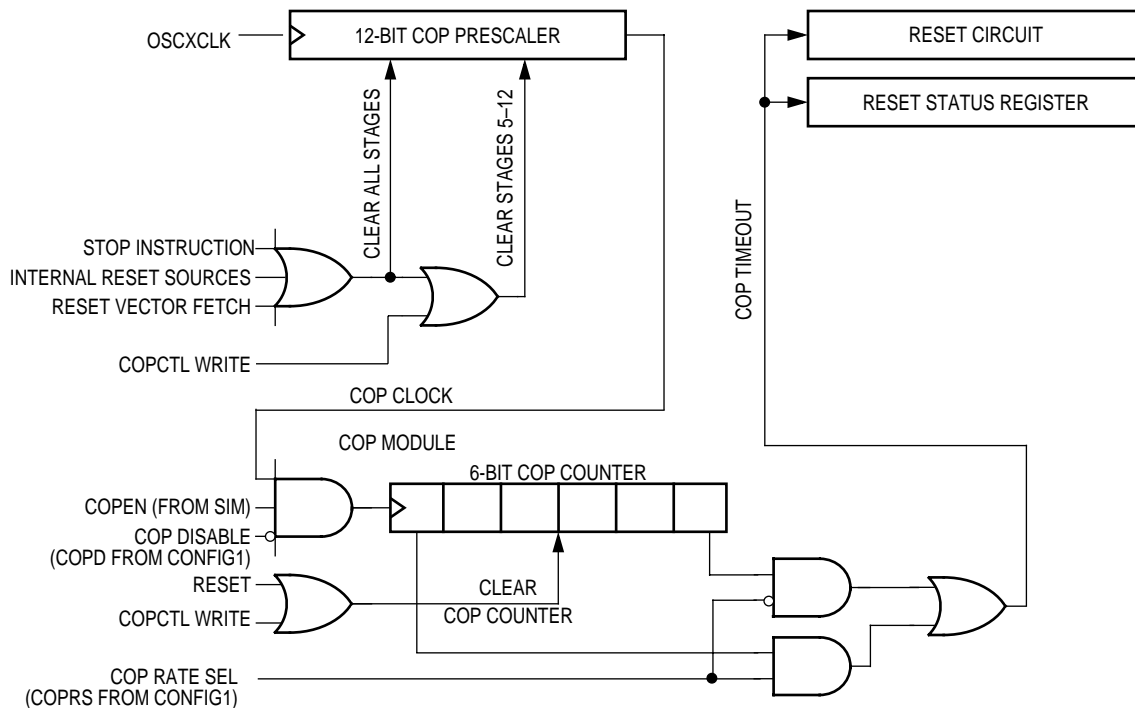 OSCXCLK
12-BIT COP PRESCALER
RESET CIRCUIT
RESET STATUS REGISTER
CLEAR ALL STAGES
CLEAR STAGES 5–12
COP TIMEOUT
STOP INSTRUCTION
INTERNAL RESET SOURCES
RESET VECTOR FETCH
COPCTL WRITE
COP CLOCK
COP MODULE
6-BIT COP COUNTER
COPEN (FROM SIM)
COP DISABLE
(COPD FROM CONFIG1)
RESET
COPCTL WRITE
CLEAR
COP COUNTER
COP RATE SEL
(COPRS FROM CONFIG1)